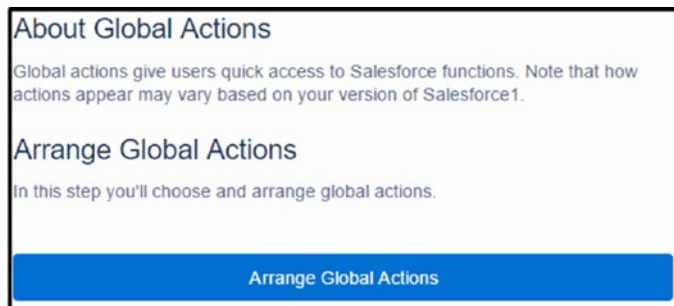 About Global Actions
Global actions give users quick access to Salesforce functions. Note that how
actions appear may vary based on your version of Salesforce1.
Arrange Global Actions
In this step you'll choose and arrange global actions.
Arrange Global Actions